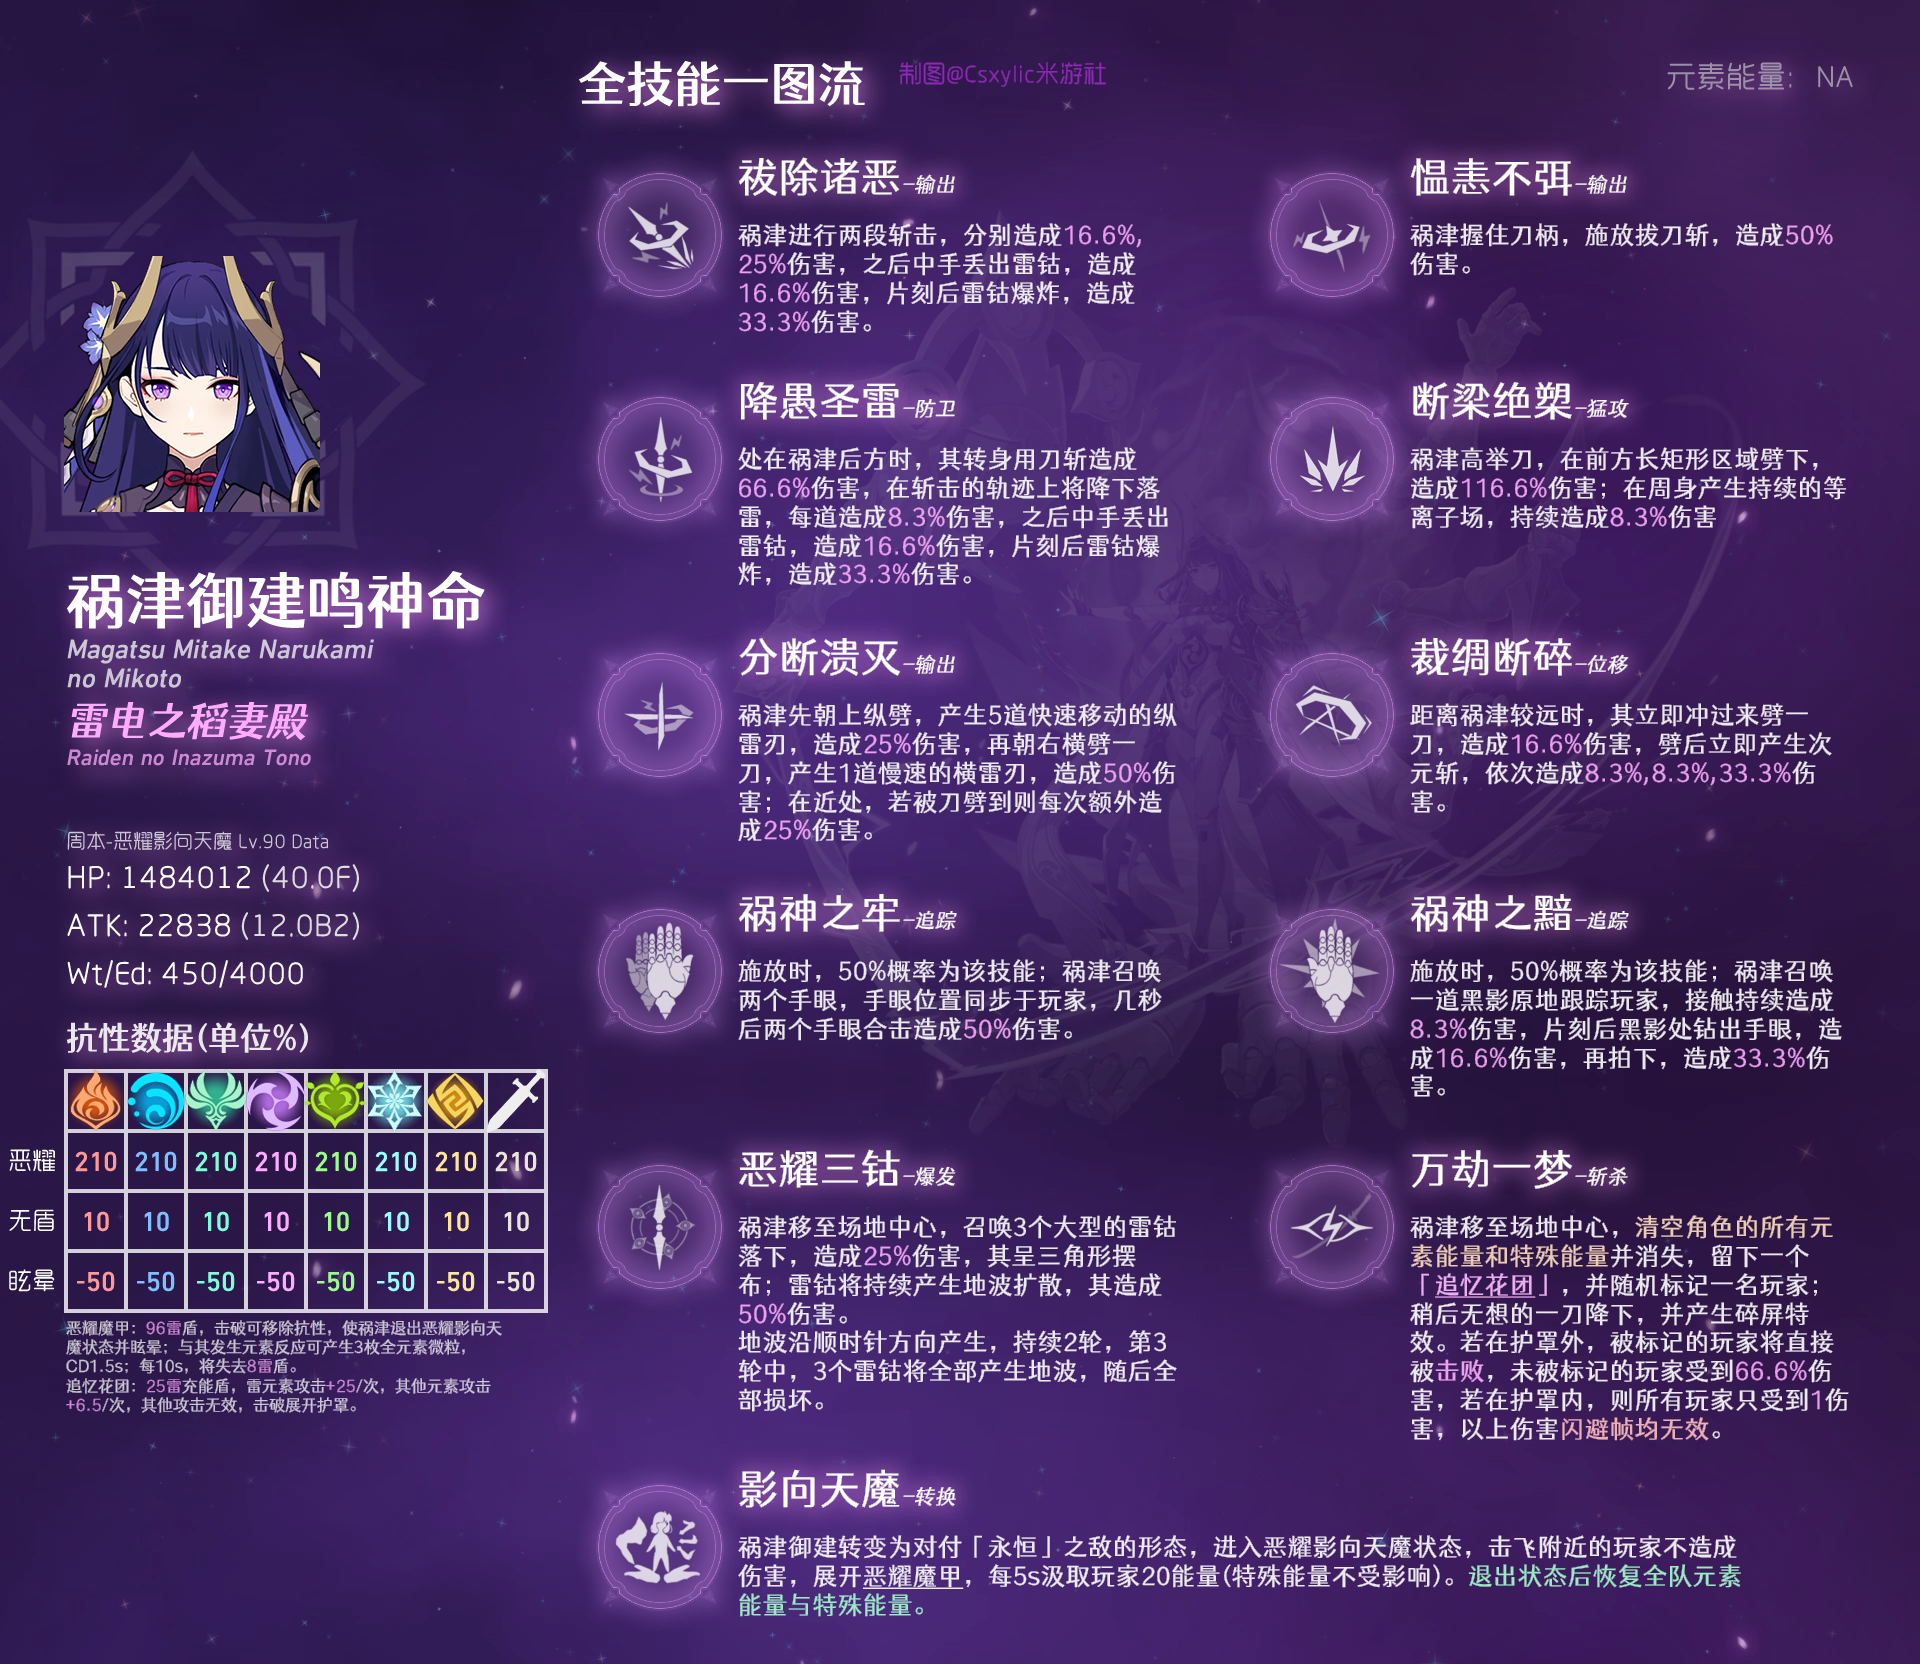 全技能一图流
制图@Csxylic米游社
元素能量： NA
祸津御建鸣神命
Magatsu Mitake Narukami
no Mikoto
雷电之稻妻殿
Raiden no Inazuma Tono
周本-恶耀影向天魔 Lv.90 Data
HP: 1484012 (40.0F)
ATK: 22838 (12.0B2)
Wt/Ed: 450/4000
抗性数据(单位%)
恶耀 210 210 210 210 210 210 210 210
无盾 10 10 10 10 10 10 10 10
眩晕 -50 -50 -50 -50 -50 -50 -50 -50
恶耀魔甲：96雷盾，击破可移除抗性，使祸津退出恶耀影向天
魔状态并眩晕；与其发生元素反应可产生3枚全元素微粒，
CD1.5s；每10s，将失去8雷盾。
追忆花团：25雷充能盾，雷元素攻击+25/次，其他元素攻击
+6.5/次，其他攻击无效，击破展开护罩。
祓除诸恶-输出
祸津进行两段斩击，分别造成16.6%,
25%伤害，之后中手丢出雷钴，造成
16.6%伤害，片刻后雷钴爆炸，造成
33.3%伤害。
愠恚不弭-输出
祸津握住刀柄，施放拔刀斩，造成50%
伤害。
降愚圣雷-防卫
处在祸津后方时，其转身用刀斩造成
66.6%伤害，在斩击的轨迹上将降下落
雷，每道造成8.3%伤害，之后中手丢出
雷钴，造成16.6%伤害，片刻后雷钴爆
炸，造成33.3%伤害。
断梁绝槊-猛攻
祸津高举刀，在前方长矩形区域劈下，
造成116.6%伤害；在周身产生持续的等
离子场，持续造成8.3%伤害
分断溃灭-输出
祸津先朝上纵劈，产生5道快速移动的纵
雷刃，造成25%伤害，再朝右横劈一
刀，产生1道慢速的横雷刃，造成50%伤
害；在近处，若被刀劈到则每次额外造
成25%伤害。
裁绸断碎-位移
距离祸津较远时，其立即冲过来劈一
刀，造成16.6%伤害，劈后立即产生次
元斩，依次造成8.3%,8.3%,33.3%伤
害。
祸神之牢-追踪
施放时，50%概率为该技能；祸津召唤
两个手眼，手眼位置同步于玩家，几秒
后两个手眼合击造成50%伤害。
祸神之黯-追踪
施放时，50%概率为该技能；祸津召唤
一道黑影原地跟踪玩家，接触持续造成
8.3%伤害，片刻后黑影处钻出手眼，造
成16.6%伤害，再拍下，造成33.3%伤
害。
恶耀三钴-爆发
祸津移至场地中心，召唤3个大型的雷钴
落下，造成25%伤害，其呈三角形摆
布；雷钴将持续产生地波扩散，其造成
50%伤害。
地波沿顺时针方向产生，持续2轮，第3
轮中，3个雷钴将全部产生地波，随后全
部损坏。
万劫一梦-斩杀
祸津移至场地中心，清空角色的所有元
素能量和特殊能量并消失，留下一个
「追忆花团」，并随机标记一名玩家；
稍后无想的一刀降下，并产生碎屏特
效。若在护罩外，被标记的玩家将直接
被击败，未被标记的玩家受到66.6%伤
害，若在护罩内，则所有玩家只受到1伤
害，以上伤害闪避帧均无效。
影向天魔-转换
祸津御建转变为对付「永恒」之敌的形态，进入恶耀影向天魔状态，击飞附近的玩家不造成
伤害，展开恶耀魔甲，每5s汲取玩家20能量(特殊能量不受影响)。退出状态后恢复全队元素
能量与特殊能量。